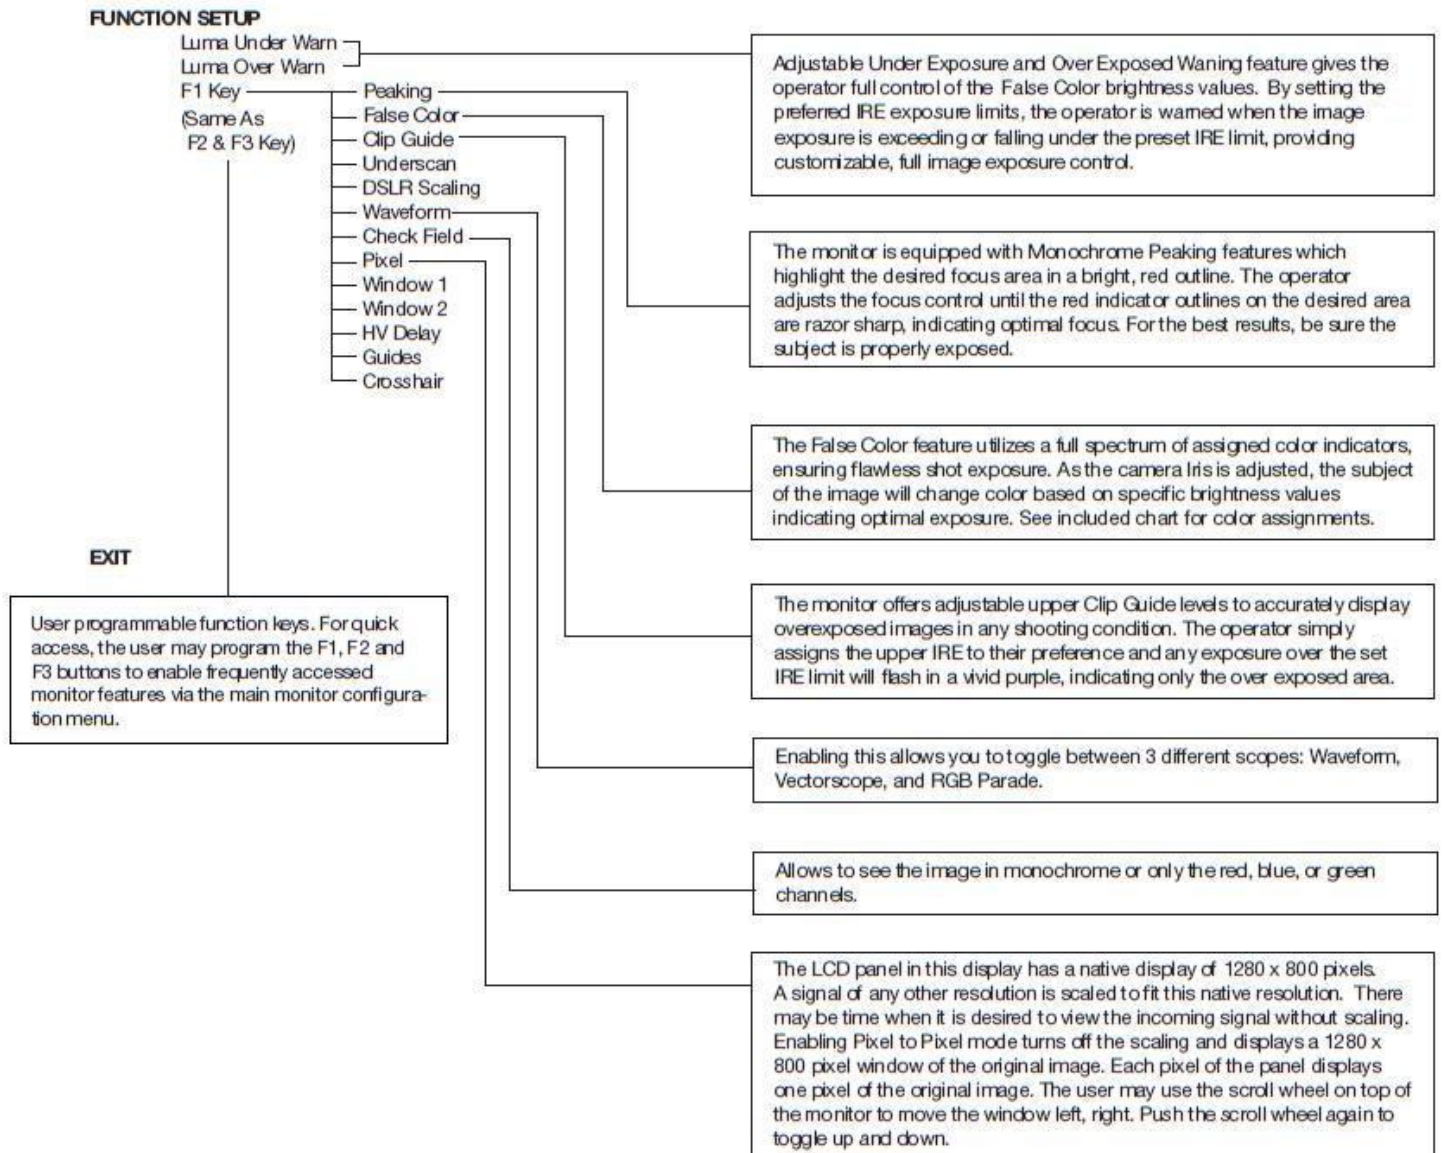 FUNCTION SETUP
Luma Under Warn
Luma Over Warn
F1 Key
(Same As
F2 & F3 Key)
Peaking
False Color
Clip Guide
Underscan
DSLR Scaling
Waveform
Check Field
Pixel
Window 1
Window 2
HV Delay
Guides
Crosshair
Adjustable Under Exposure and Over Exposed Waning feature gives the
operator full control of the False Color brightness values. By setting the
preferred IRE exposure limits, the operator is warned when the image
exposure is exceeding or falling under the preset IRE limit, providing
customizable, full image exposure control.
The monitor is equipped with Monochrome Peaking features which
highlight the desired focus area in a bright, red outline. The operator
adjusts the focus control until the red indicator outlines on the desired area
are razor sharp, indicating optimal focus. For the best results, be sure the
subject is properly exposed.
The False Color feature utilizes a full spectrum of assigned color indicators,
ensuring flawless shot exposure. As the camera Iris is adjusted, the subject
of the image will change color based on specific brightness values
indicating optimal exposure. See included chart for color assignments.
EXIT
User programmable function keys. For quick
access, the user may program the F1, F2 and
F3 buttons to enable frequently accessed
monitor features via the main monitor configura-
tion menu.
The monitor offers adjustable upper Clip Guide levels to accurately display
overexposed images in any shooting condition. The operator simply
assigns the upper IRE to their preference and any exposure over the set
IRE limit will flash in a vivid purple, indicating only the over exposed area.
Enabling this allows you to toggle between 3 different scopes: Waveform,
Vectorscope, and RGB Parade.
Allows to see the image in monochrome or only the red, blue, or green
channels.
The LCD panel in this display has a native display of 1280 x 800 pixels.
A signal of any other resolution is scaled to fit this native resolution. There
may be time when it is desired to view the incoming signal without scaling.
Enabling Pixel to Pixel mode turns off the scaling and displays a 1280 x
800 pixel window of the original image. Each pixel of the panel displays
one pixel of the original image. The user may use the scroll wheel on top of
the monitor to move the window left, right. Push the scroll wheel again to
toggle up and down.